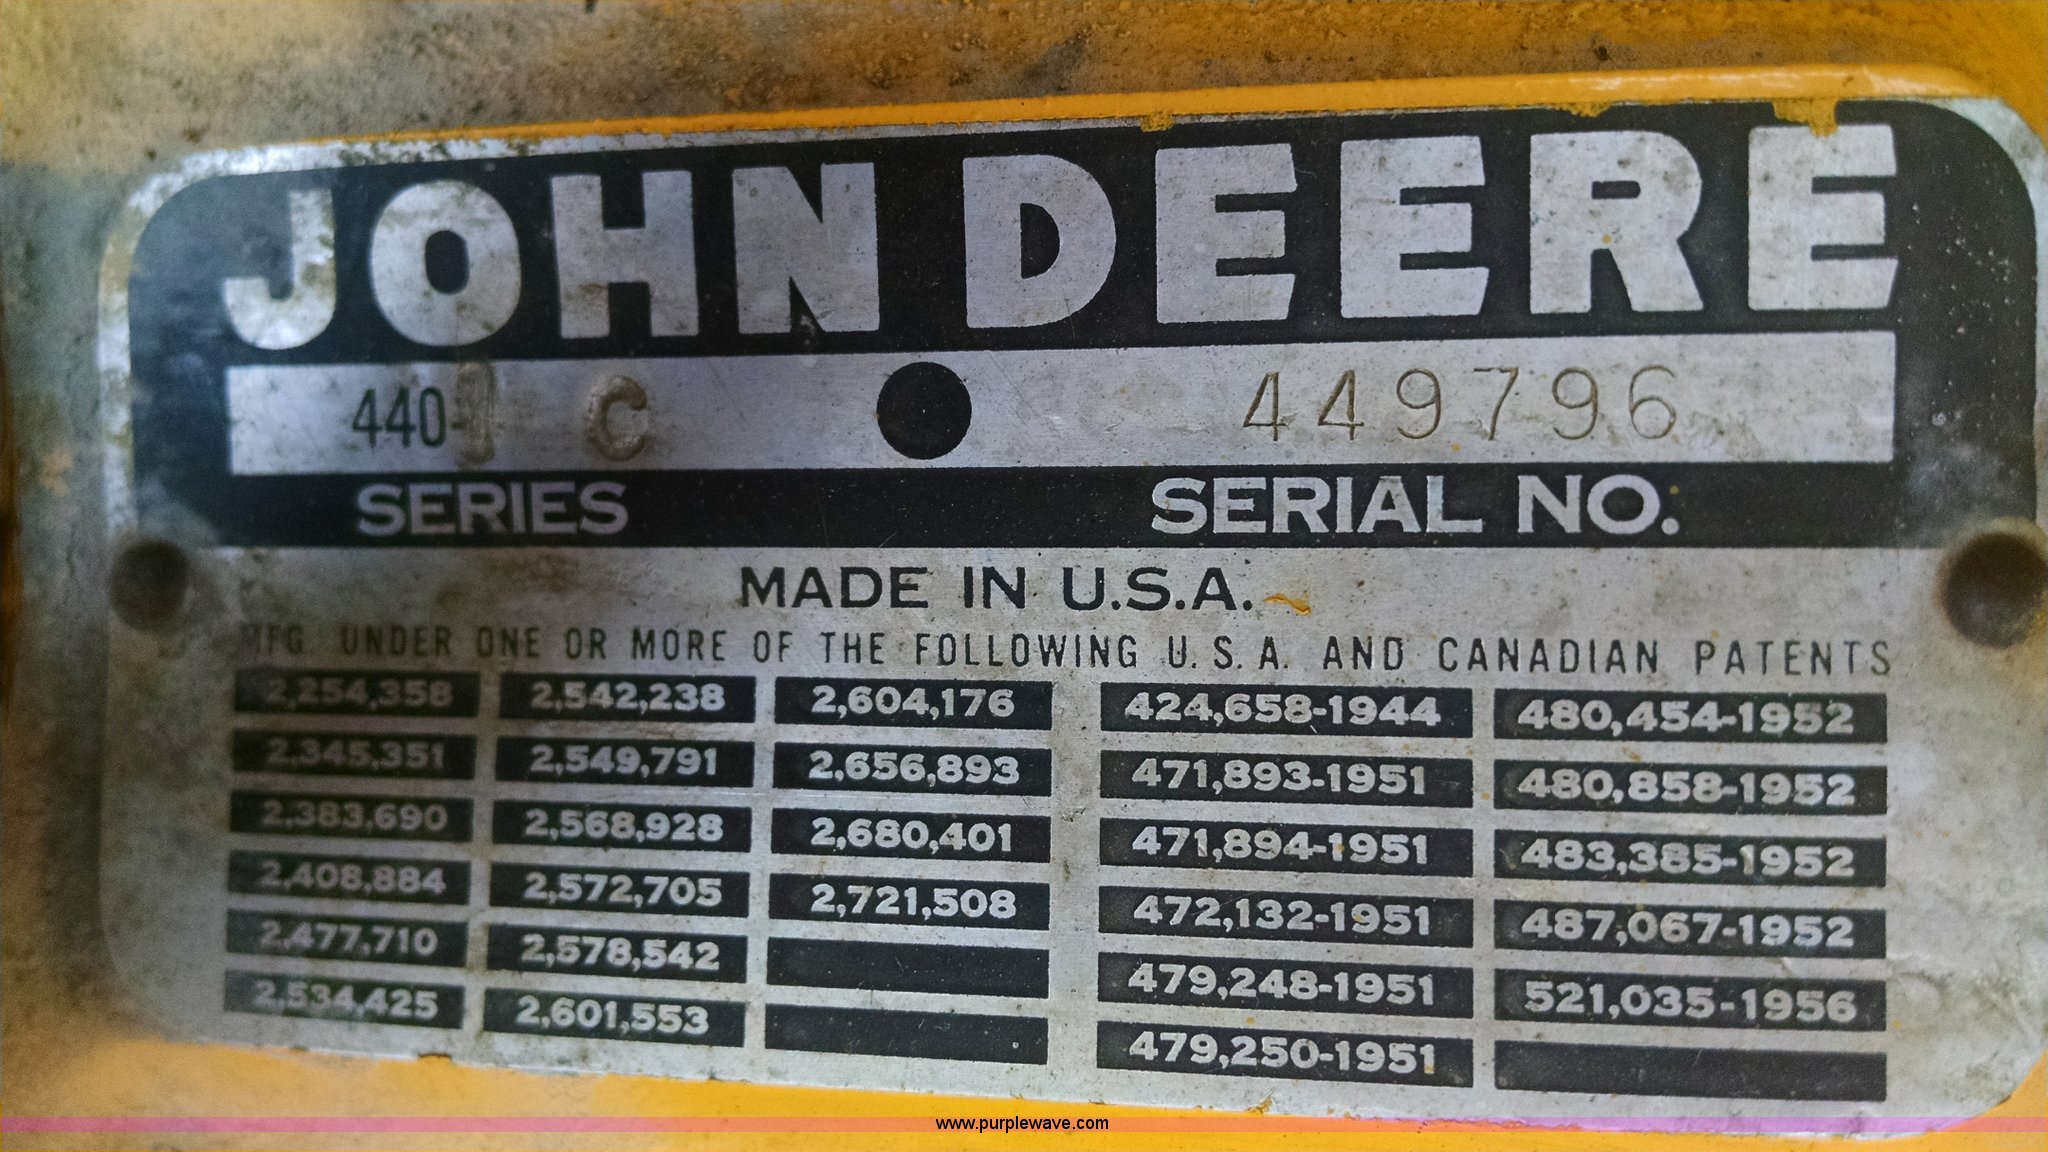 JOHN DEERE
440-I C 449796
SERIES SERIAL NO.
MADE IN U.S.A.
MFG. UNDER ONE OR MORE OF THE FOLLOWING U.S.A. AND CANADIAN PATENTS
2,254,358 2,542,238 2,604,176 424,658-1944 480,454-1952
2,345,351 2,549,791 2,656,893 471,893-1951 480,858-1952
2,383,690 2,568,928 2,680,401 471,894-1951 483,385-1952
2,408,884 2,572,705 2,721,508 472,132-1951 487,067-1952
2,477,710 2,578,542 479,248-1951 521,035-1956
2,534,425 2,601,553 479,250-1951
www.purplewave.com